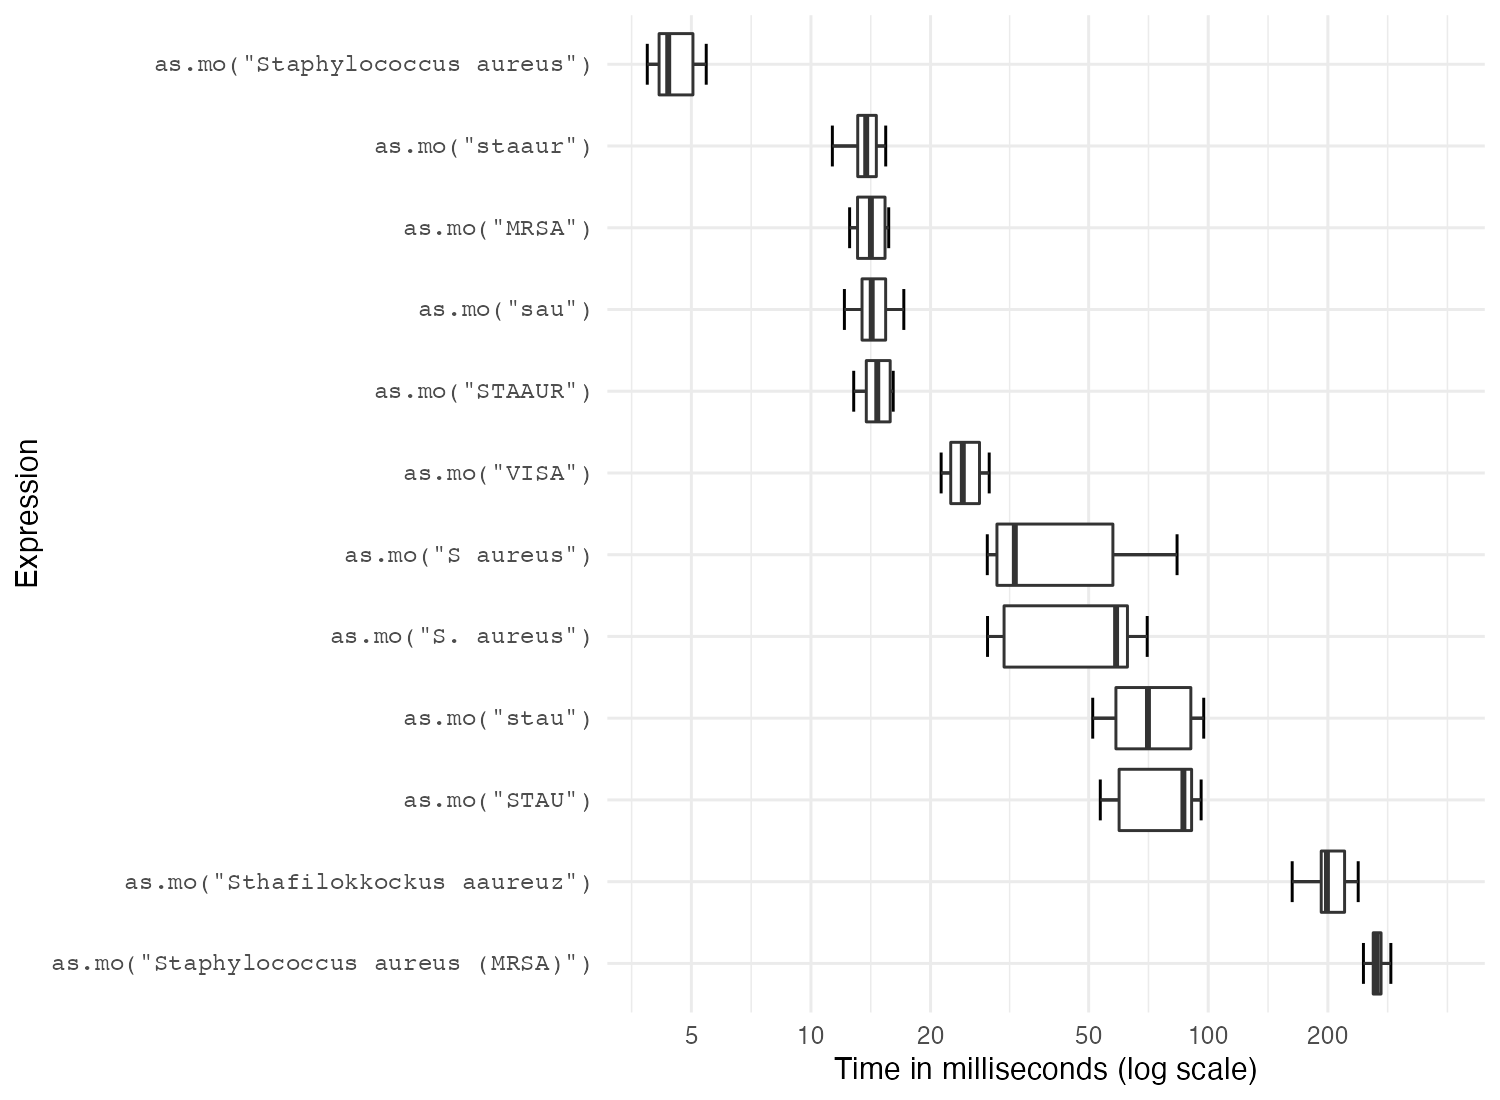 as.mo("Staphylococcus aureus")
as.mo("staaur")
as.mo("MRSA")
as.mo("sau")
as.mo("STAAUR")
as.mo("VISA")
as.mo("S aureus")
as.mo("S. aureus")
as.mo("stau")
as.mo("STAU")
as.mo("Sthafilokkockus aaureuz")
as.mo("Staphylococcus aureus (MRSA)")
Expression
5 10 20 50 100 200
Time in milliseconds (log scale)